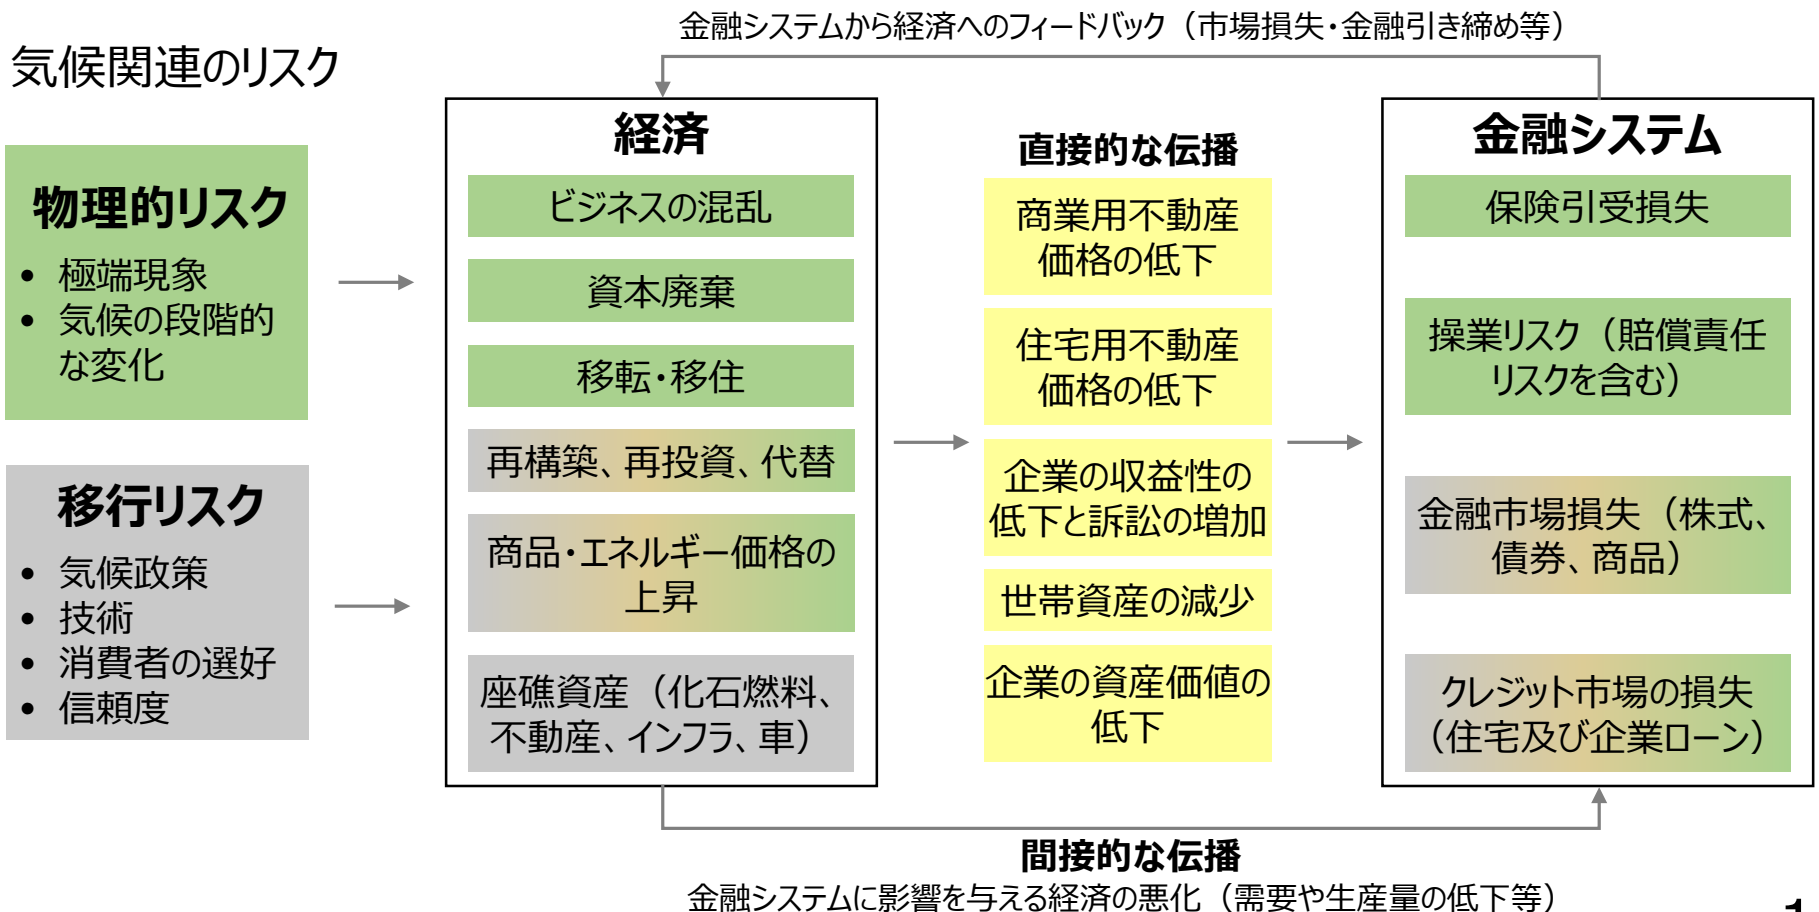 金融システムから経済へのフィードバック（市場損失・金融引き締め等）
気候関連のリスク
物理的リスク
• 極端現象
• 気候の段階的
な変化
移行リスク
• 気候政策
• 技術
• 消費者の選好
• 信頼度
経済
ビジネスの混乱
資本廃棄
移転・移住
再構築、再投資、代替
商品・エネルギー価格の
上昇
座礁資産（化石燃料、
不動産、インフラ、車）
直接的な伝播
商業用不動産
価格の低下
住宅用不動産
価格の低下
企業の収益性の
低下と訴訟の増加
世帯資産の減少
企業の資産価値の
低下
金融システム
保険引受損失
操業リスク（賠償責任
リスクを含む）
金融市場損失（株式、
債券、商品）
クレジット市場の損失
（住宅及び企業ローン）
間接的な伝播
金融システムに影響を与える経済の悪化（需要や生産量の低下等）